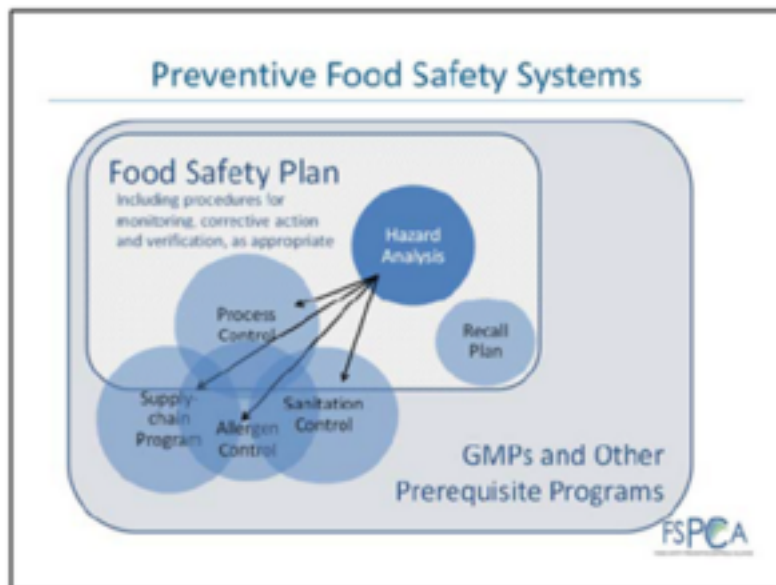 Preventive Food Safety Systems
Food Safety Plan
Including procedures for
monitoring, corrective action
and verification, as appropriate
Hazard
Analysis
Process
Control
Recall
Plan
Supply-
chain
Program
Allergen
Control
Sanitation
Control
GMPs and Other
Prerequisite Programs
FSPCA